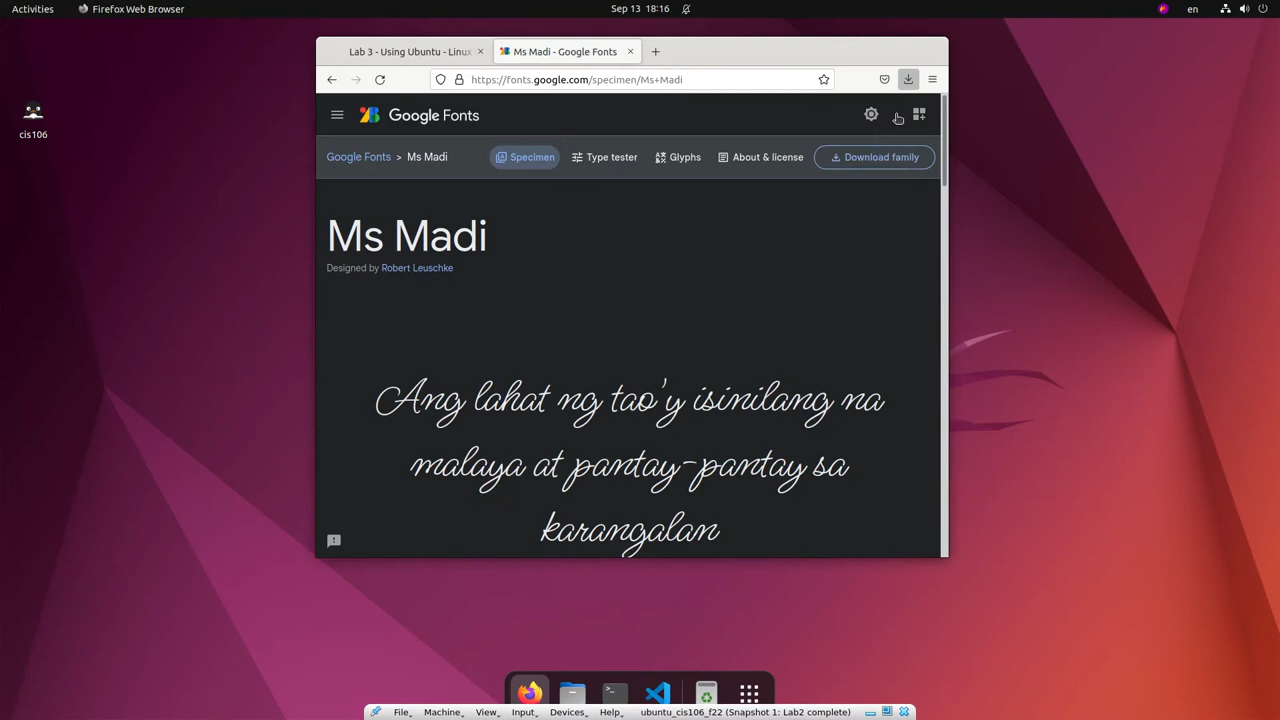 Activities
Firefox Web Browser
Sep 13 18:16
en
cis106
Lab 3 - Using Ubuntu - Linux
Ms Madi - Google Fonts
https://fonts.google.com/specimen/Ms+Madi
Google Fonts
Google Fonts > Ms Madi
Specimen
Type tester
Glyphs
About & license
Download family
Ms Madi
Designed by Robert Leuschke
Ang lahat ng tao'y isinilang na
malaya at pantay-pantay sa
karangalan
File
Machine
View
Input
Devices
Help
ubuntu_cis106_f22 (Snapshot 1: Lab2 complete)